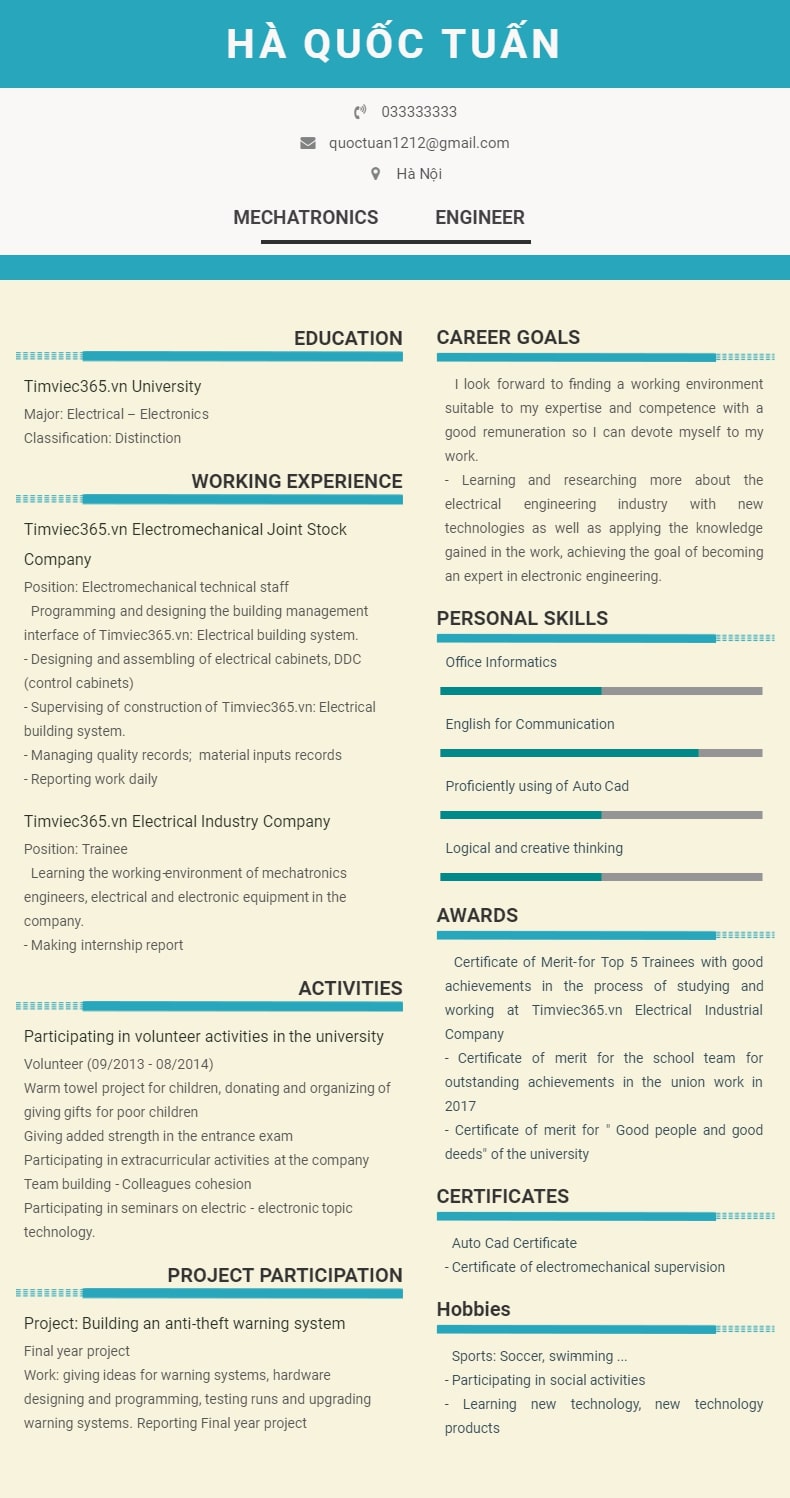 HÀ QUỐC TUẤN
033333333
quoctuan1212@gmail.com
Hà Nội
MECHATRONICS ENGINEER
EDUCATION
Timviec365.vn University
Major: Electrical – Electronics
Classification: Distinction
WORKING EXPERIENCE
Timviec365.vn Electromechanical Joint Stock
Company
Position: Electromechanical technical staff
Programming and designing the building management
interface of Timviec365.vn: Electrical building system.
- Designing and assembling of electrical cabinets, DDC
(control cabinets)
- Supervising of construction of Timviec365.vn: Electrical
building system.
- Managing quality records; material inputs records
- Reporting work daily
Timviec365.vn Electrical Industry Company
Position: Trainee
Learning the working-environment of mechatronics
engineers, electrical and electronic equipment in the
company.
- Making internship report
ACTIVITIES
Participating in volunteer activities in the university
Volunteer (09/2013 - 08/2014)
Warm towel project for children, donating and organizing of
giving gifts for poor children
Giving added strength in the entrance exam
Participating in extracurricular activities at the company
Team building - Colleagues cohesion
Participating in seminars on electric - electronic topic
technology.
PROJECT PARTICIPATION
Project: Building an anti-theft warning system
Final year project
Work: giving ideas for warning systems, hardware
designing and programming, testing runs and upgrading
warning systems. Reporting Final year project
CAREER GOALS
I look forward to finding a working environment
suitable to my expertise and competence with a
good remuneration so I can devote myself to my
work.
- Learning and researching more about the
electrical engineering industry with new
technologies as well as applying the knowledge
gained in the work, achieving the goal of becoming
an expert in electronic engineering.
PERSONAL SKILLS
Office Informatics
English for Communication
Proficiently using of Auto Cad
Logical and creative thinking
AWARDS
Certificate of Merit-for Top 5 Trainees with good
achievements in the process of studying and
working at Timviec365.vn Electrical Industrial
Company
- Certificate of merit for the school team for
outstanding achievements in the union work in
2017
- Certificate of merit for " Good people and good
deeds" of the university
CERTIFICATES
Auto Cad Certificate
- Certificate of electromechanical supervision
Hobbies
Sports: Soccer, swimming ...
- Participating in social activities
- Learning new technology, new technology
products